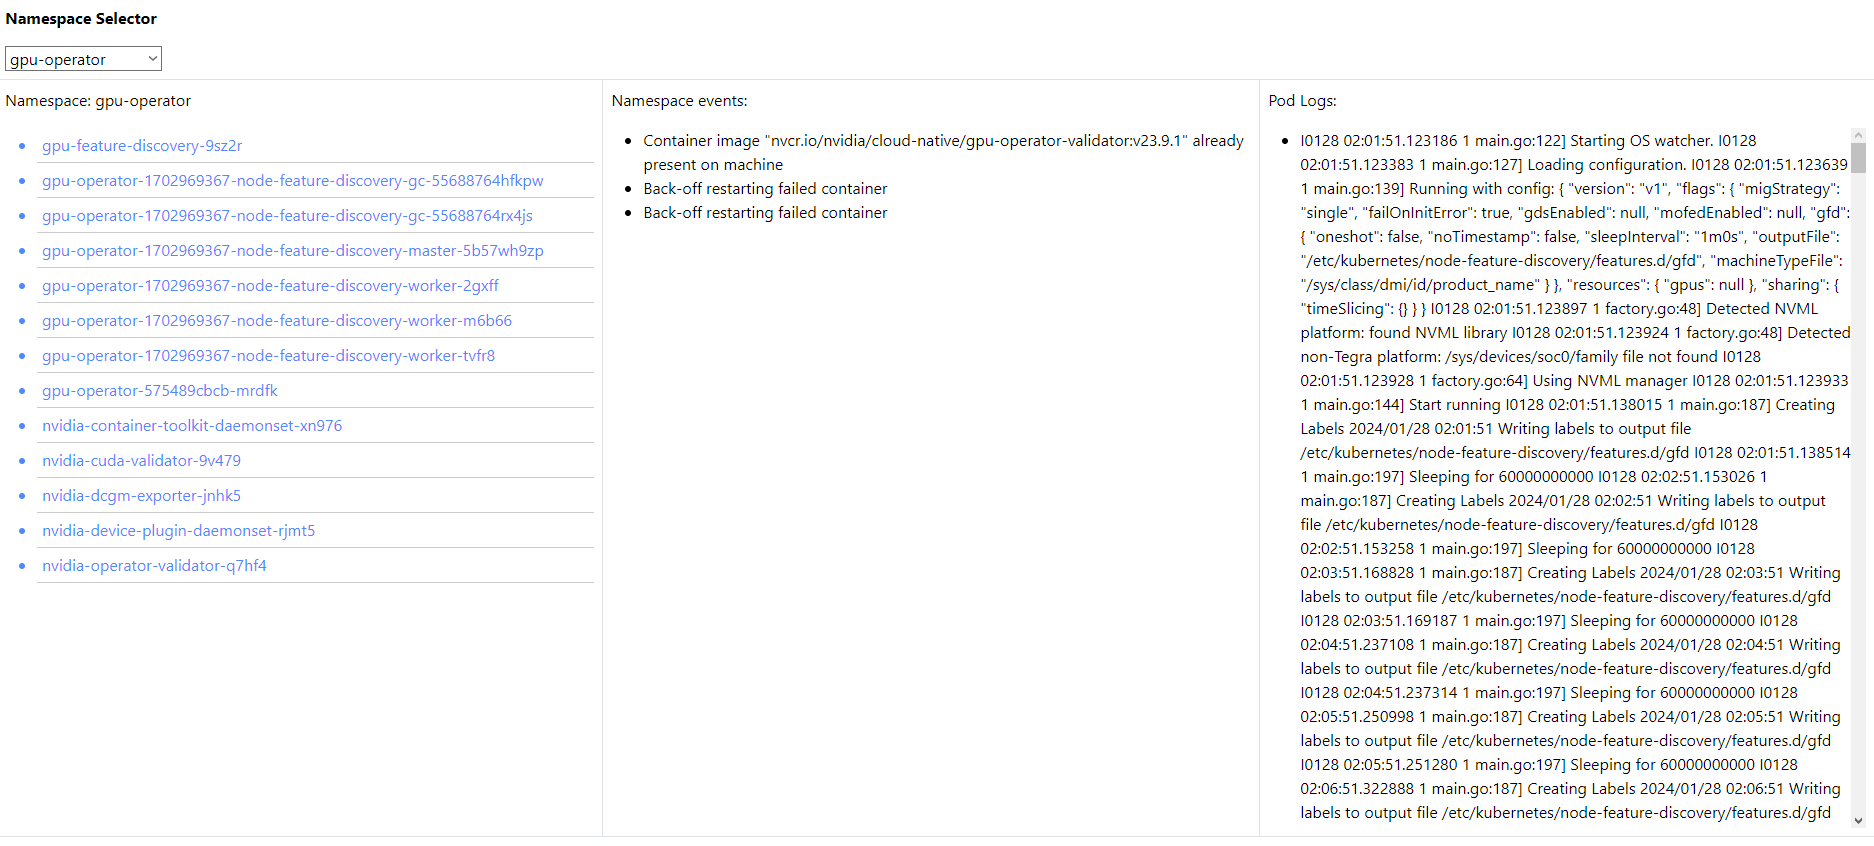 Namespace Selector
gpu-operator
Namespace: gpu-operator
gpu-feature-discovery-9sz2r
gpu-operator-1702969367-node-feature-discovery-gc-55688764hfkpw
gpu-operator-1702969367-node-feature-discovery-gc-55688764rx4js
gpu-operator-1702969367-node-feature-discovery-master-5b57wh9zp
gpu-operator-1702969367-node-feature-discovery-worker-2gxff
gpu-operator-1702969367-node-feature-discovery-worker-m6b66
gpu-operator-1702969367-node-feature-discovery-worker-tvfr8
gpu-operator-575489cbcb-mrdfk
nvidia-container-toolkit-daemonset-xn976
nvidia-cuda-validator-9v479
nvidia-dcgm-exporter-jnhk5
nvidia-device-plugin-daemonset-rjmt5
nvidia-operator-validator-q7hf4
Namespace events:
Container image "nvcr.io/nvidia/cloud-native/gpu-operator-validator:v23.9.1" already
present on machine
Back-off restarting failed container
Back-off restarting failed container
Pod Logs:
I0128 02:01:51.123186 1 main.go:122] Starting OS watcher. I0128
02:01:51.123383 1 main.go:127] Loading configuration. I0128 02:01:51.123639
1 main.go:139] Running with config: { "version": "v1", "flags": { "migStrategy":
"single", "failOnInitError": true, "gdsEnabled": null, "mofedEnabled": null, "gfd":
{ "oneshot": false, "noTimestamp": false, "sleepInterval": "1m0s", "outputFile":
"/etc/kubernetes/node-feature-discovery/features.d/gfd", "machineTypeFile":
"/sys/class/dmi/id/product_name" } }, "resources": { "gpus": null }, "sharing": {
"timeSlicing": {} } } I0128 02:01:51.123897 1 factory.go:48] Detected NVML
platform: found NVML library I0128 02:01:51.123924 1 factory.go:48] Detected
non-Tegra platform: /sys/devices/soc0/family file not found I0128
02:01:51.123928 1 factory.go:64] Using NVML manager I0128 02:01:51.123933
1 main.go:144] Start running I0128 02:01:51.138015 1 main.go:187] Creating
Labels 2024/01/28 02:01:51 Writing labels to output file
/etc/kubernetes/node-feature-discovery/features.d/gfd I0128 02:01:51.138514
1 main.go:197] Sleeping for 60000000000 I0128 02:02:51.153026 1
main.go:187] Creating Labels 2024/01/28 02:02:51 Writing labels to output
file /etc/kubernetes/node-feature-discovery/features.d/gfd I0128
02:02:51.153258 1 main.go:197] Sleeping for 60000000000 I0128
02:03:51.168828 1 main.go:187] Creating Labels 2024/01/28 02:03:51 Writing
labels to output file /etc/kubernetes/node-feature-discovery/features.d/gfd
I0128 02:03:51.169187 1 main.go:197] Sleeping for 60000000000 I0128
02:04:51.237108 1 main.go:187] Creating Labels 2024/01/28 02:04:51 Writing
labels to output file /etc/kubernetes/node-feature-discovery/features.d/gfd
I0128 02:04:51.237314 1 main.go:197] Sleeping for 60000000000 I0128
02:05:51.250998 1 main.go:187] Creating Labels 2024/01/28 02:05:51 Writing
labels to output file /etc/kubernetes/node-feature-discovery/features.d/gfd
I0128 02:05:51.251280 1 main.go:197] Sleeping for 60000000000 I0128
02:06:51.322888 1 main.go:187] Creating Labels 2024/01/28 02:06:51 Writing
labels to output file /etc/kubernetes/node-feature-discovery/features.d/gfd